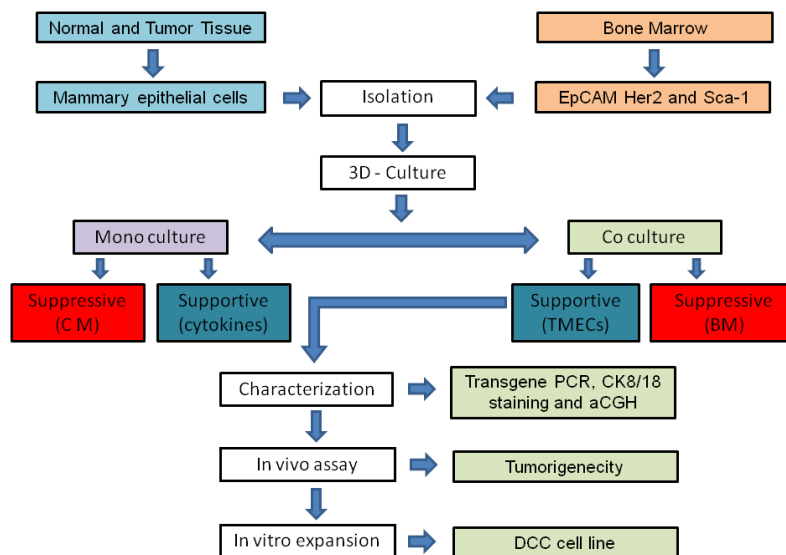 Normal and Tumor Tissue
Bone Marrow
Mammary epithelial cells
Isolation
EpCAM Her2 and Sca-1
3D - Culture
Mono culture
Co culture
Suppressive
(C M)
Supportive
(cytokines)
Supportive
(TMECs)
Suppressive
(BM)
Characterization
Transgene PCR, CK8/18
staining and aCGH
In vivo assay
Tumorigenecity
In vitro expansion
DCC cell line